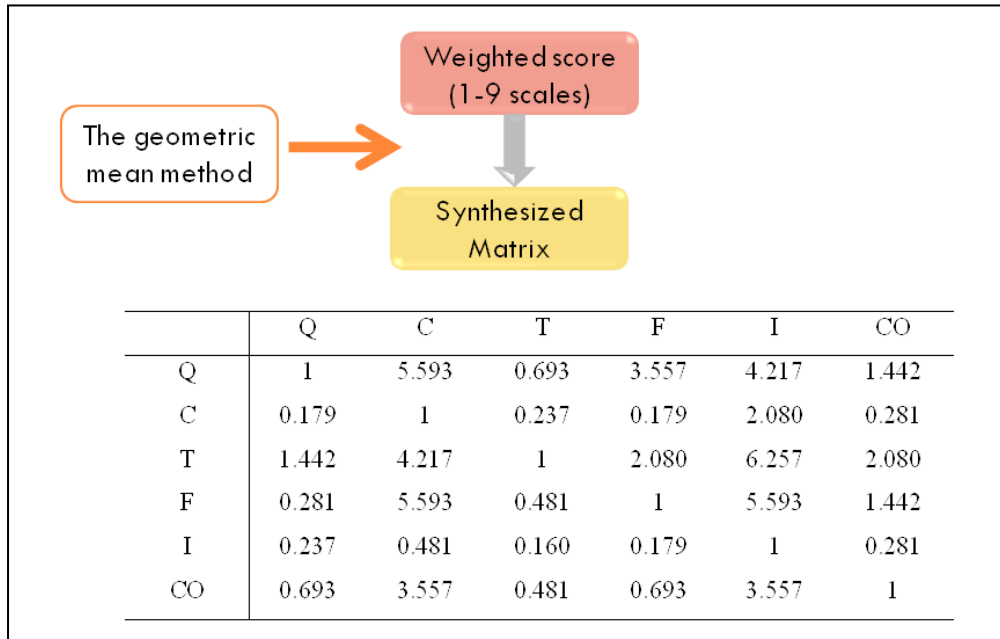 Weighted score
(1-9 scales)
The geometric
mean method
Synthesized
Matrix
Q C T F I CO
Q 1 5.593 0.693 3.557 4.217 1.442
C 0.179 1 0.237 0.179 2.080 0.281
T 1.442 4.217 1 2.080 6.257 2.080
F 0.281 5.593 0.481 1 5.593 1.442
I 0.237 0.481 0.160 0.179 1 0.281
CO 0.693 3.557 0.481 0.693 3.557 1